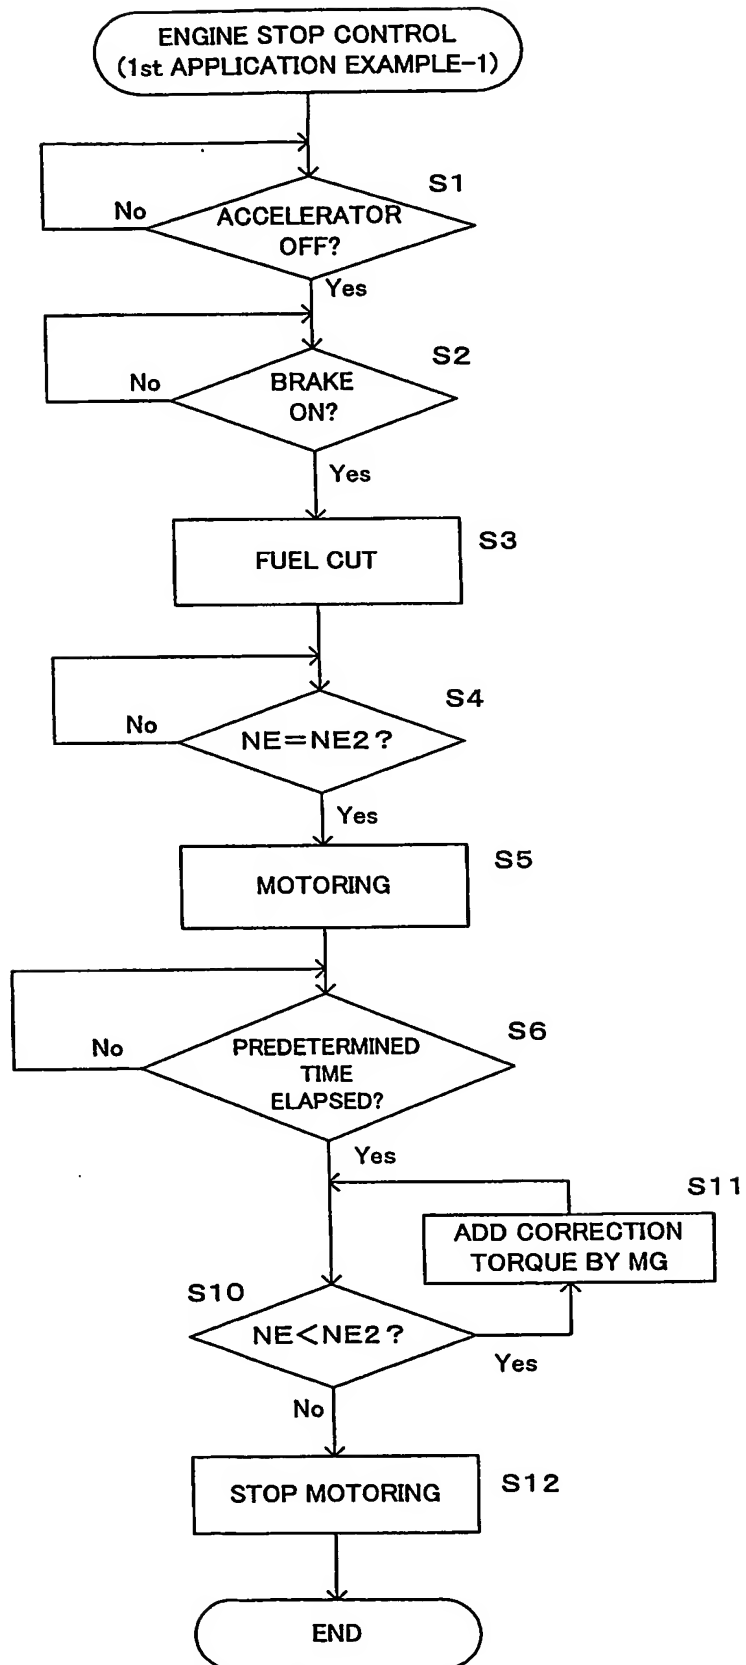 ENGINE STOP CONTROL
(1st APPLICATION EXAMPLE-1)
S1
No
ACCELERATOR
OFF?
Yes
S2
No
BRAKE
ON?
Yes
S3
FUEL CUT
S4
No
NE=NE2?
Yes
S5
MOTORING
S6
No
PREDETERMINED
TIME
ELAPSED?
Yes
S11
ADD CORRECTION
TORQUE BY MG
S10
NE<NE2?
Yes
No
S12
STOP MOTORING
END